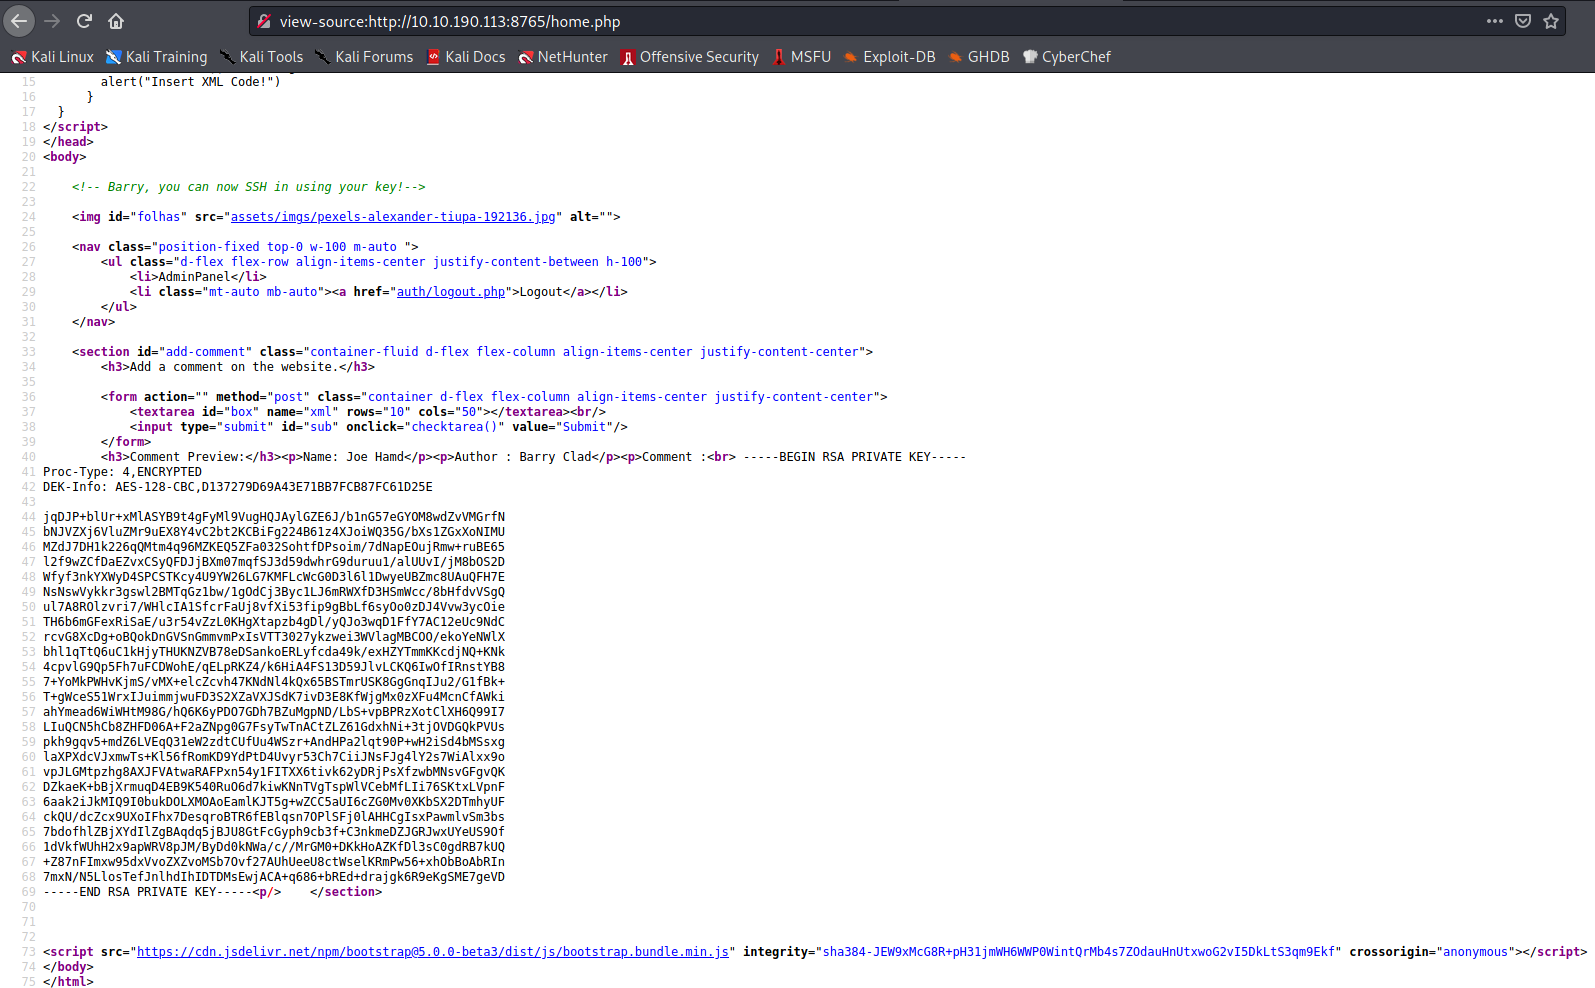 view-source:http://10.10.190.113:8765/home.php
Kali Linux Kali Training Kali Tools Kali Forums Kali Docs NetHunter Offensive Security MSFU Exploit-DB GHDB CyberChef
15 alert("Insert XML Code!")
16 }
17 }
18 </script>
19 </head>
20 <body>
21
22 <!-- Barry, you can now SSH in using your key!-->
23
24 <img id="folhas" src="assets/imgs/pexels-alexander-tiupa-192136.jpg" alt="">
25
26 <nav class="position-fixed top-0 w-100 m-auto ">
27 <ul class="d-flex flex-row align-items-center justify-content-between h-100">
28 <li>AdminPanel</li>
29 <li class="mt-auto mb-auto"><a href="auth/logout.php">Logout</a></li>
30 </ul>
31 </nav>
32
33 <section id="add-comment" class="container-fluid d-flex flex-column align-items-center justify-content-center">
34 <h3>Add a comment on the website.</h3>
35
36 <form action="" method="post" class="container d-flex flex-column align-items-center justify-content-center">
37 <textarea id="box" name="xml" rows="10" cols="50"></textarea><br/>
38 <input type="submit" id="sub" onclick="checktarea()" value="Submit"/>
39 </form>
40 <h3>Comment Preview:</h3><p>Name: Joe Hamd</p><p>Author : Barry Clad</p><p>Comment :<br> -----BEGIN RSA PRIVATE KEY-----
41 Proc-Type: 4,ENCRYPTED
42 DEK-Info: AES-128-CBC,D137279D69A43E71BB7FCB87FC61D25E
43
44 jqDJP+blUr+xMlASYB9t4gFyMl9VugHQJAylGZE6J/b1nG57eGYOM8wdZvVMGrfN
45 bNJVZXj6VluZMr9uEX8Y4vC2bt2KCBiFg224B61z4XJoiWQ35G/bXs1ZGxXoNIMU
46 MZdJ7DH1k226qQMtm4q96MZKEQ5ZFa032SohtfDPsoim/7dNapEOujRmw+ruBE65
47 l2f9wZCfDaEZvxCSyQFDJjBXm07mqfSJ3d59dwhrG9duruu1/alUUvI/jM8bOS2D
48 Wfyf3nkYXWyD4SPCSTKcy4U9YW26LG7KMFLcWcG0D3l6l1DwyeUBZmc8UAuQFH7E
49 NsNswVykkr3gswl2BMTqGz1bw/1gOdCj3Byc1LJ6mRWXfD3HSmWcc/8bHfdvVSgQ
50 ul7A8ROlzvri7/WHlcIA1SfcrFaUj8vfXi53fip9gBbLf6syOo0zDJ4Vvw3ycOie
51 TH6b6mGFexRiSaE/u3r54vZzL0KHgXtapzb4gDl/yQJo3wqD1FfY7AC12eUc9NdC
52 rcvG8XcDg+oBQokDnGVSnGmmvmPxIsVTT3027ykzwei3WVlagMBCOO/ekoYeNWlX
53 bhl1qTtQ6uC1kHjyTHUKNZVB78eDSankoERLyfcda49k/exHZYTmmKKcdjNQ+KNk
54 4cpvlG9Qp5Fh7uFCDWohE/qELpRKZ4/k6HiA4FS13D59JlvLCKQ6IwOfIRnstYB8
55 7+YoMkPWHvKjmS/vMX+elcZcvh47KNdNl4kQx65BSTmrUSK8GgGnqIJu2/G1fBk+
56 T+gWceS51WrxIJuimmjwuFD3S2XZaVXJSdK7ivD3E8KfWjgMx0zXFu4McnCfAWki
57 ahYmead6WiWHtM98G/hQ6K6yPDO7GDh7BZuMgpND/LbS+vpBPRzXotClXH6Q99I7
58 LIuQCN5hCb8ZHFD06A+F2aZNpg0G7FsyTwTnACtZLZ61GdxhNi+3tjOVDGQkPVUs
59 pkh9gqv5+mdZ6LVEqQ31eW2zdtCUfUu4WSzr+AndHPa2lqt90P+wH2iSd4bMSsxg
60 laXPXdcVJxmwTs+Kl56fRomKD9YdPtD4Uvyr53Ch7CiiJNsFJg4lY2s7WiAlxx9o
61 vpJLGMtpzhg8AXJFVAtwaRAFPxn54y1FITXX6tivk62yDRjPsXfzwbMNsvGFgvQK
62 DZkaeK+bBjXrmuqD4EB9K540RuO6d7kiwKNnTVgTspWlVCebMfLIi76SKtxLVpnF
63 6aak2iJkMIQ9I0bukDOLXMOAoEamlKJT5g+wZCC5aUI6cZG0Mv0XKbSX2DTmhyUF
64 ckQU/dcZcx9UXoIFhx7DesqroBTR6fEBlqsn7OPlSFj0lAHHCgIsxPawmlvSm3bs
65 7bdofhlZBjXYdIlZgBAqdq5jBJU8GtFcGyph9cb3f+C3nkmeDZJGRJwxUYeUS9Of
66 1dVkfWUhH2x9apWRV8pJM/ByDd0kNWa/c//MrGM0+DKkHoAZKfDl3sC0gdRB7kUQ
67 +Z87nFImxw95dxVvoZXZvoMSb7Ovf27AUhUeeU8ctWselKRmPw56+xhObBoAbRIn
68 7mxN/N5LlosTefJnlhdIhIDTDMsEwjACA+q686+bREd+drajgk6R9eKgSME7geVD
69 -----END RSA PRIVATE KEY-----<p/> </section>
70
71
72
73 <script src="https://cdn.jsdelivr.net/npm/bootstrap@5.0.0-beta3/dist/js/bootstrap.bundle.min.js" integrity="sha384-JEW9xMcG8R+pH31jmWH6WWP0WintQrMb4s7ZOdauHnUtxwoG2vI5DkLtS3qm9Ekf" crossorigin="anonymous"></script>
74 </body>
75 </html>